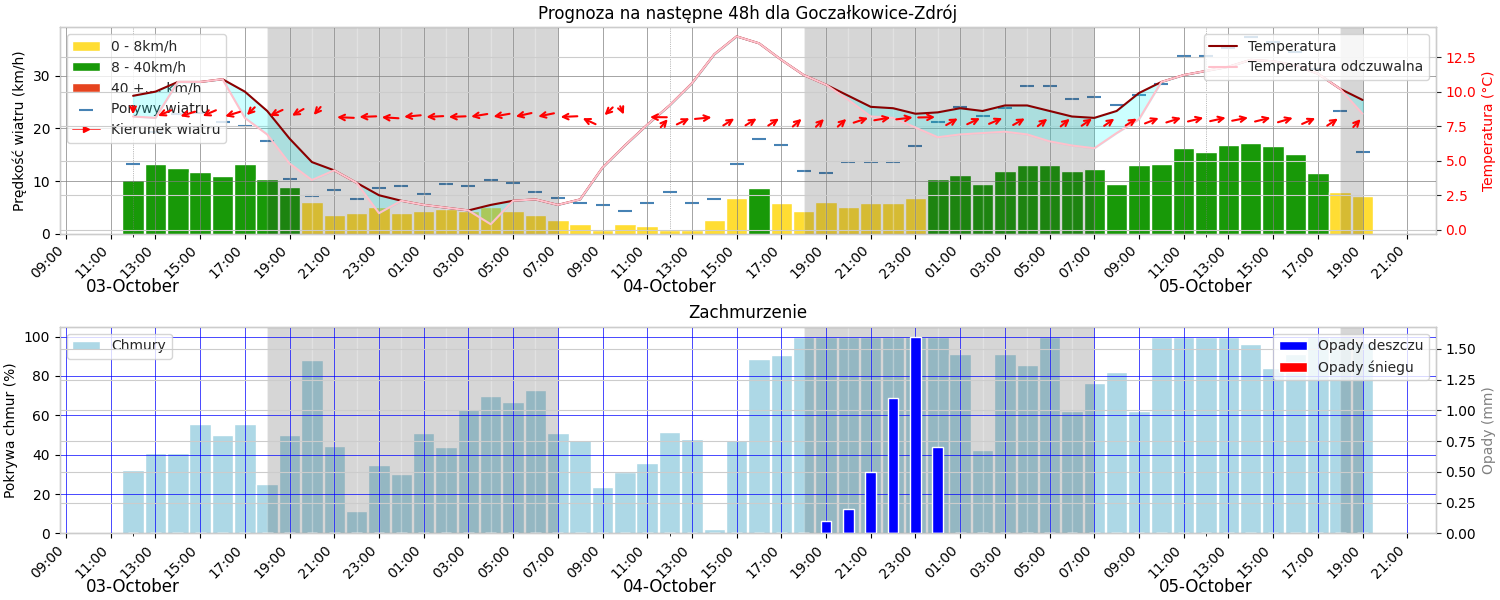 Prognoza na następne 48h dla Goczałkowice-Zdrój
Prędkość wiatru (km/h)
30
20
10
0
0 - 8km/h
8 - 40km/h
40 +... km/h
Porywy wiatru
Kierunek wiatru
Temperatura
Temperatura odczuwalna
12.5
10.0
7.5
5.0
2.5
0.0
Temperatura (°C)
09:00 11:00 13:00 15:00 17:00 19:00 21:00 23:00 01:00 03:00 05:00 07:00 09:00 11:00 13:00 15:00 17:00 19:00 21:00 23:00 01:00 03:00 05:00 07:00 09:00 11:00 13:00 15:00 17:00 19:00 21:00
03-October 04-October 05-October
Zachmurzenie
Pokrywa chmur (%)
100
80
60
40
20
0
Chmury
Opady deszczu
Opady śniegu
1.50
1.25
1.00
0.75
0.50
0.25
0.00
Opady (mm)
09:00 11:00 13:00 15:00 17:00 19:00 21:00 23:00 01:00 03:00 05:00 07:00 09:00 11:00 13:00 15:00 17:00 19:00 21:00 23:00 01:00 03:00 05:00 07:00 09:00 11:00 13:00 15:00 17:00 19:00 21:00
03-October 04-October 05-October